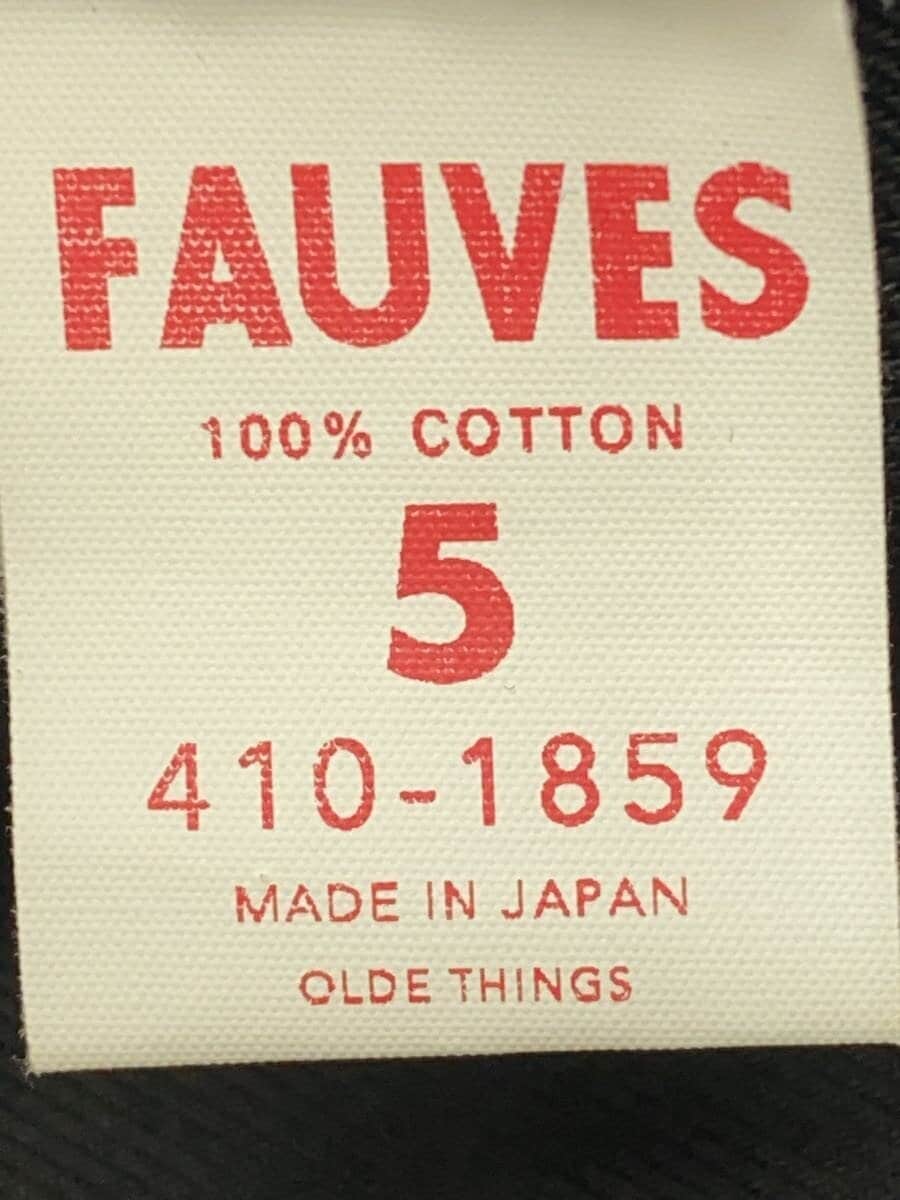 FAUVES
100% COTTON
5
410-1859
MADE IN JAPAN
OLDE THINGS